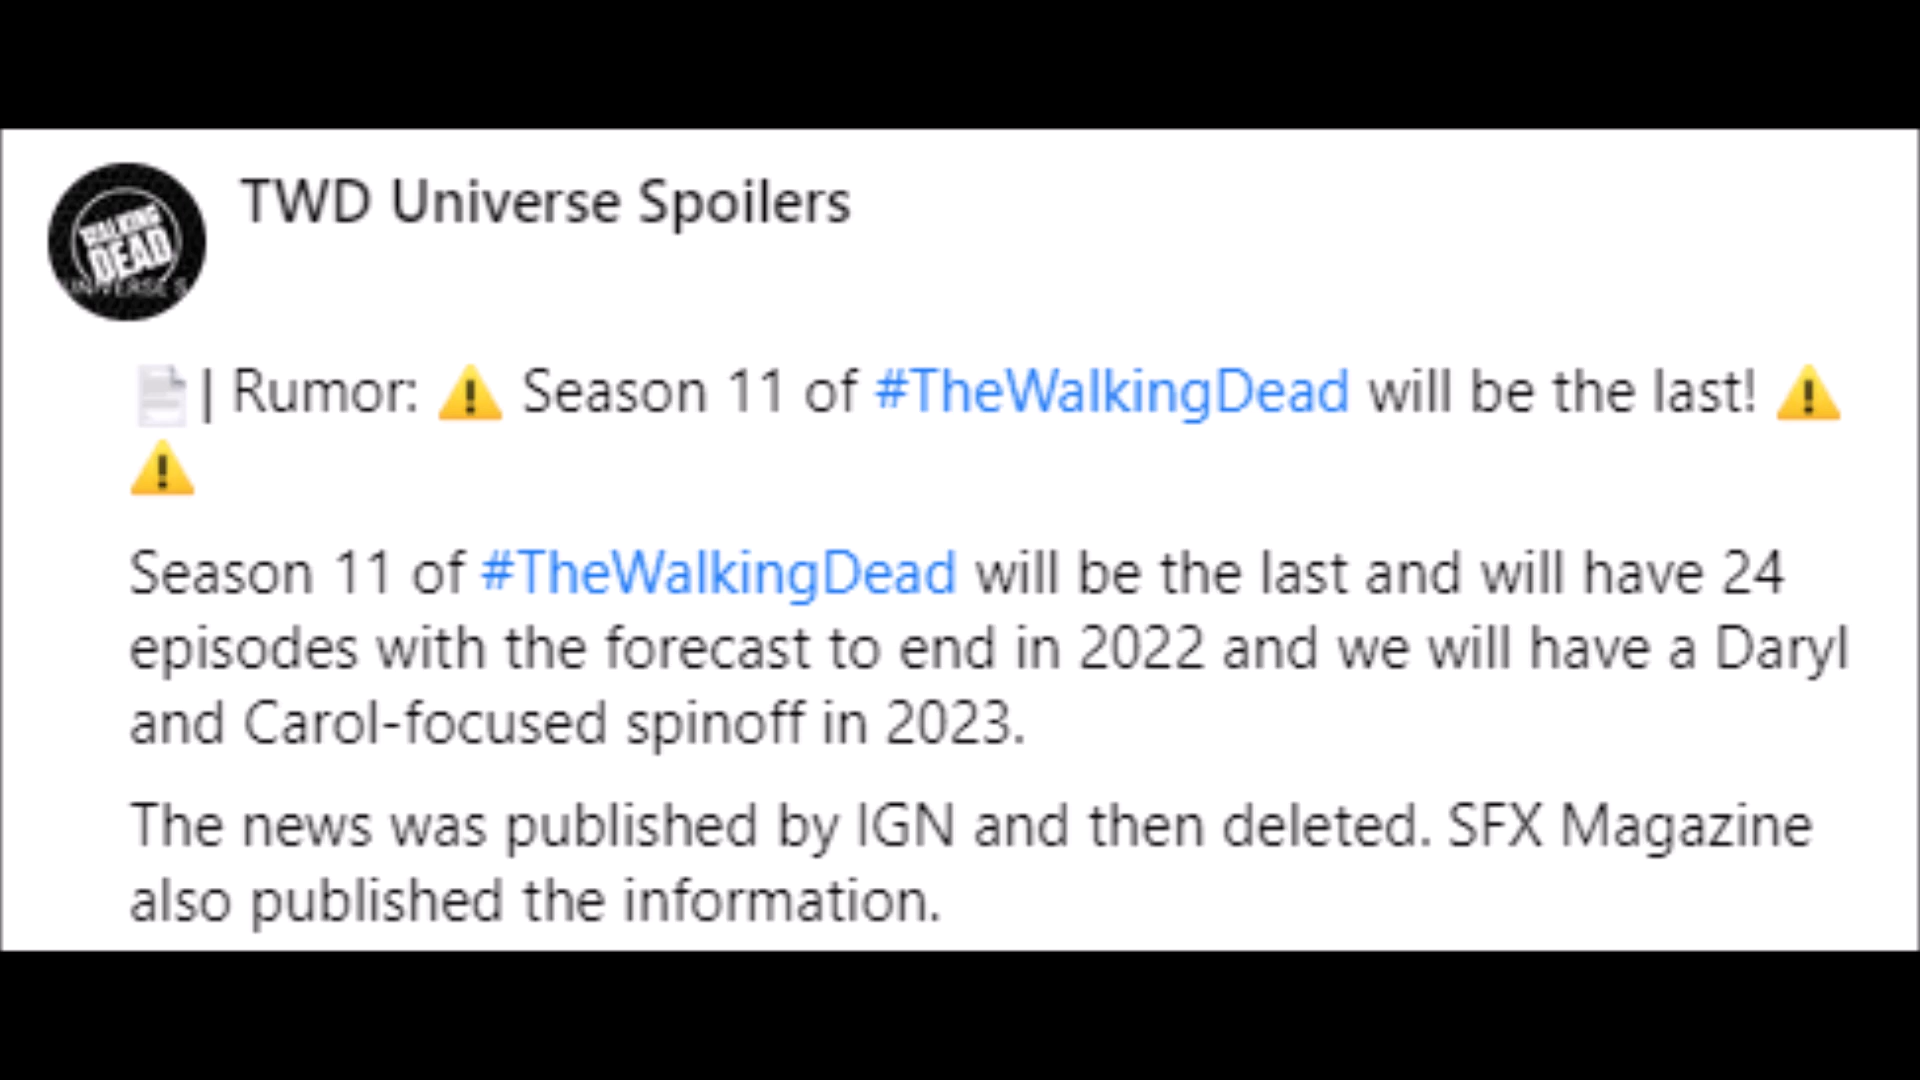 WALKING
DEAD
UNIVERSE S
TWD Universe Spoilers
📄| Rumor: ⚠️ Season 11 of #TheWalkingDead will be the last! ⚠️
⚠️
Season 11 of #TheWalkingDead will be the last and will have 24
episodes with the forecast to end in 2022 and we will have a Daryl
and Carol-focused spinoff in 2023.
The news was published by IGN and then deleted. SFX Magazine
also published the information.